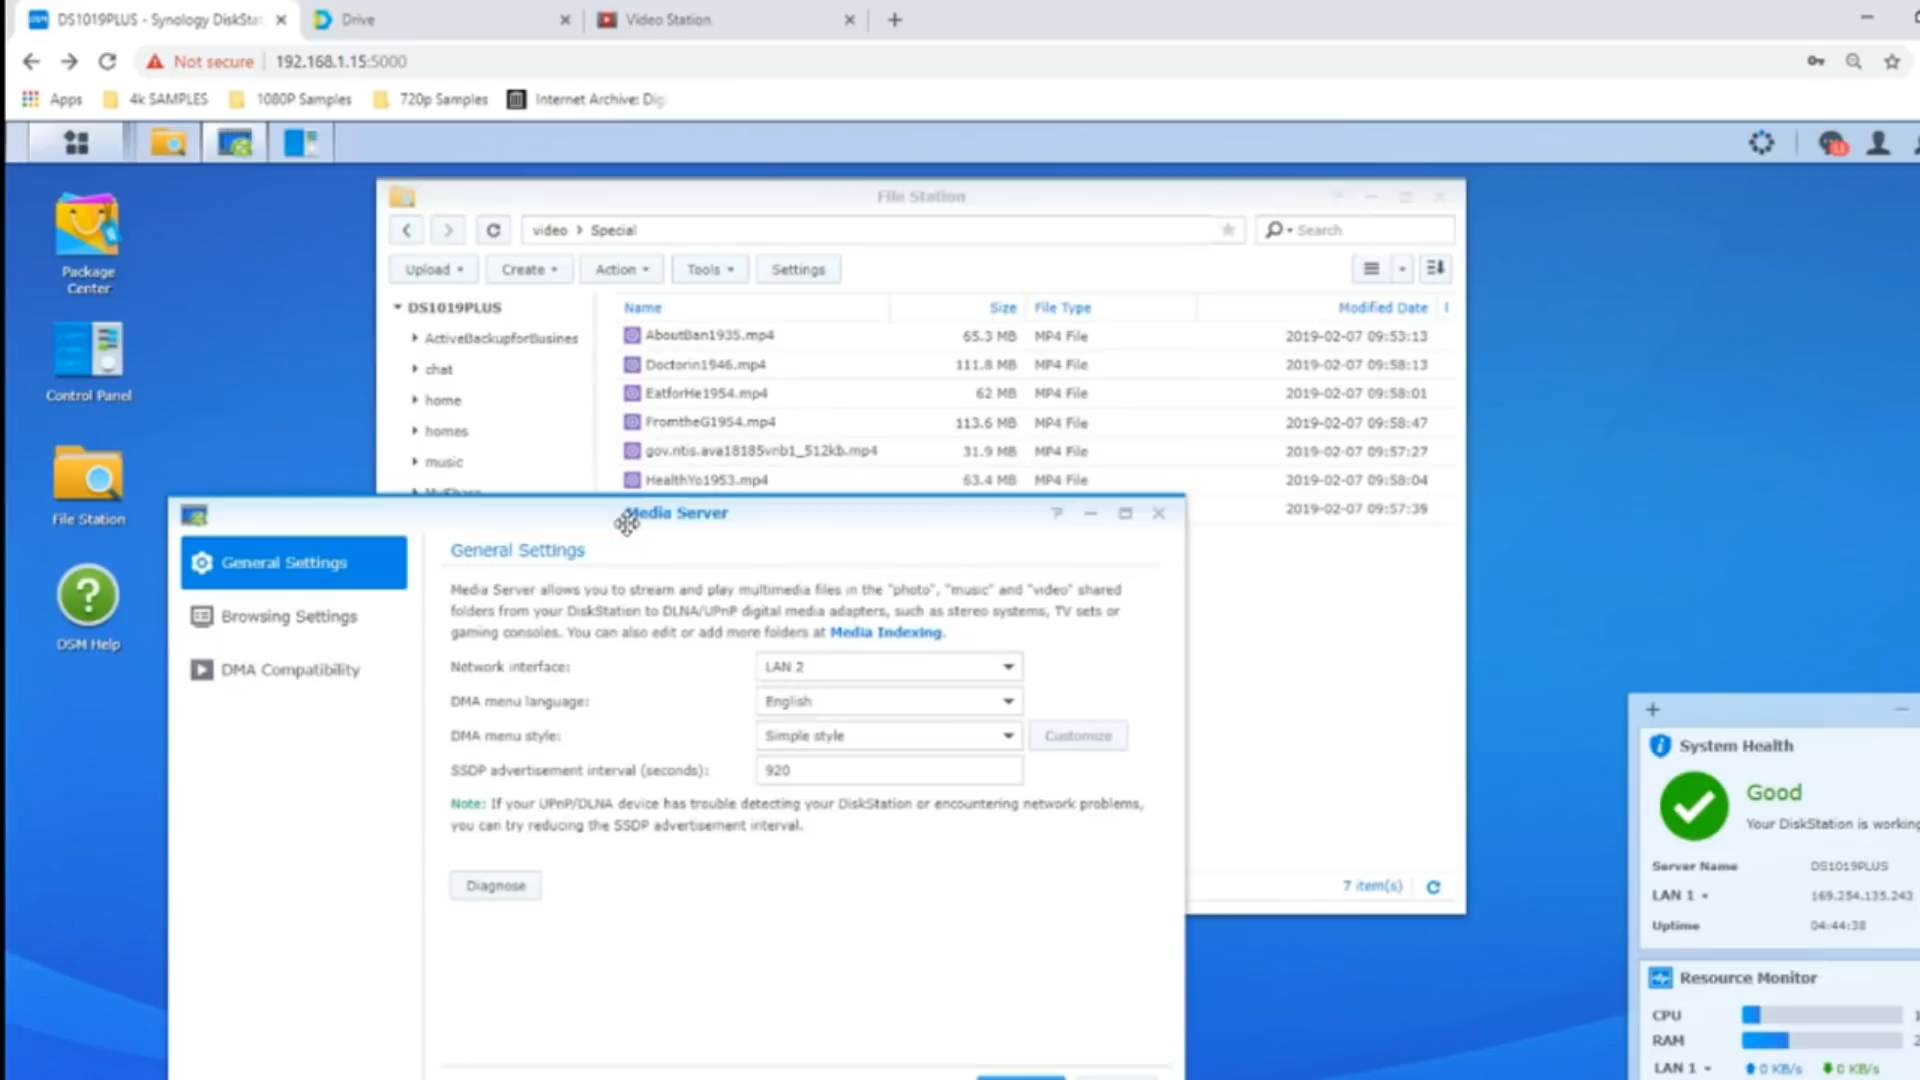 DS1019PLUS - Synology DiskSta
Drive
Video Station
Not secure
192.168.1.15:5000
Apps
4k SAMPLES
1080P Samples
720p Samples
Internet Archive: Dig
Package
Center
Control Panel
File Station
DSM Help
File Station
video
Special
Search
Upload
Create
Action
Tools
Settings
DS1019PLUS
ActiveBackupforBusines
chat
home
homes
music
Name
Size
File Type
Modified Date
AboutBan1935.mp4
65.3 MB
MP4 File
2019-02-07 09:53:13
Doctorin1946.mp4
111.8 MB
MP4 File
2019-02-07 09:58:13
EatforHe1954.mp4
62 MB
MP4 File
2019-02-07 09:58:01
FromtheG1954.mp4
113.6 MB
MP4 File
2019-02-07 09:58:47
gov.ntis.ava18185vnb1_512kb.mp4
31.9 MB
MP4 File
2019-02-07 09:57:27
HealthYo1953.mp4
63.4 MB
MP4 File
2019-02-07 09:58:04
2019-02-07 09:57:39
7 item(s)
Media Server
General Settings
Browsing Settings
DMA Compatibility
General Settings
Media Server allows you to stream and play multimedia files in the "photo", "music" and "video" shared
folders from your DiskStation to DLNA/UPnP digital media adapters, such as stereo systems, TV sets or
gaming consoles. You can also edit or add more folders at Media Indexing.
Network interface:
LAN 2
DMA menu language:
English
DMA menu style:
Simple style
Customize
SSDP advertisement interval (seconds):
920
Note: If your UPnP/DLNA device has trouble detecting your DiskStation or encountering network problems,
you can try reducing the SSDP advertisement interval.
Diagnose
System Health
Good
Your DiskStation is working
Server Name
DS1019PLUS
LAN 1
169.254.135.243
Uptime
04:44:38
Resource Monitor
CPU
RAM
LAN 1
0 KB/s
0 KB/s